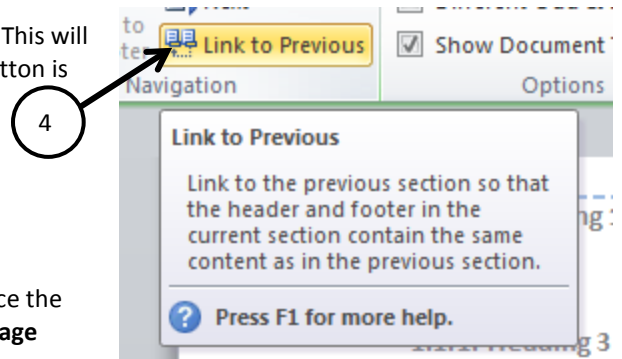 This will
to
Link to Previous
Show Document
tton is
Navigation
Options
4
Link to Previous
Link to the previous section so that
the header and footer in the
current section contain the same
content as in the previous section.
ce the
Press F1 for more help.
age